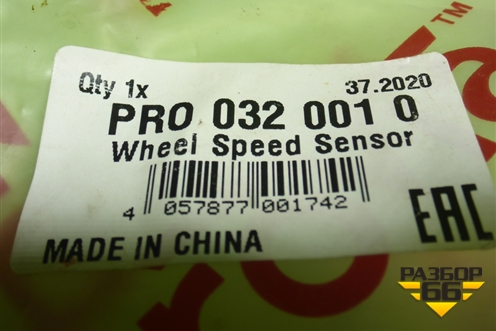 Qty 1x
37.2020
PRO 032 001 0
Wheel Speed Sensor
4 057877 001742
MADE IN CHINA
EAC
TM
РАЗБОР
66